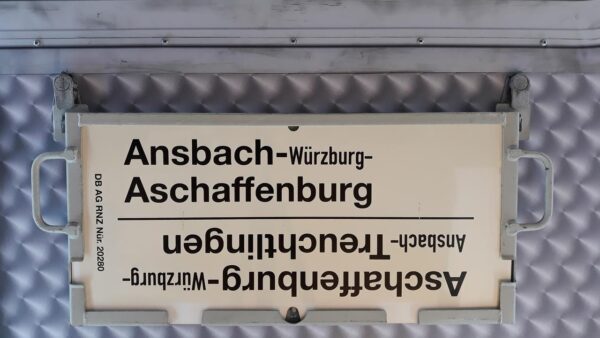 Ansbach-Würzburg-
Aschaffenburg
Aschaffenburg-Würzburg-
Ansbach-Treuchtlingen
DB AG RNZ Nür. 20280